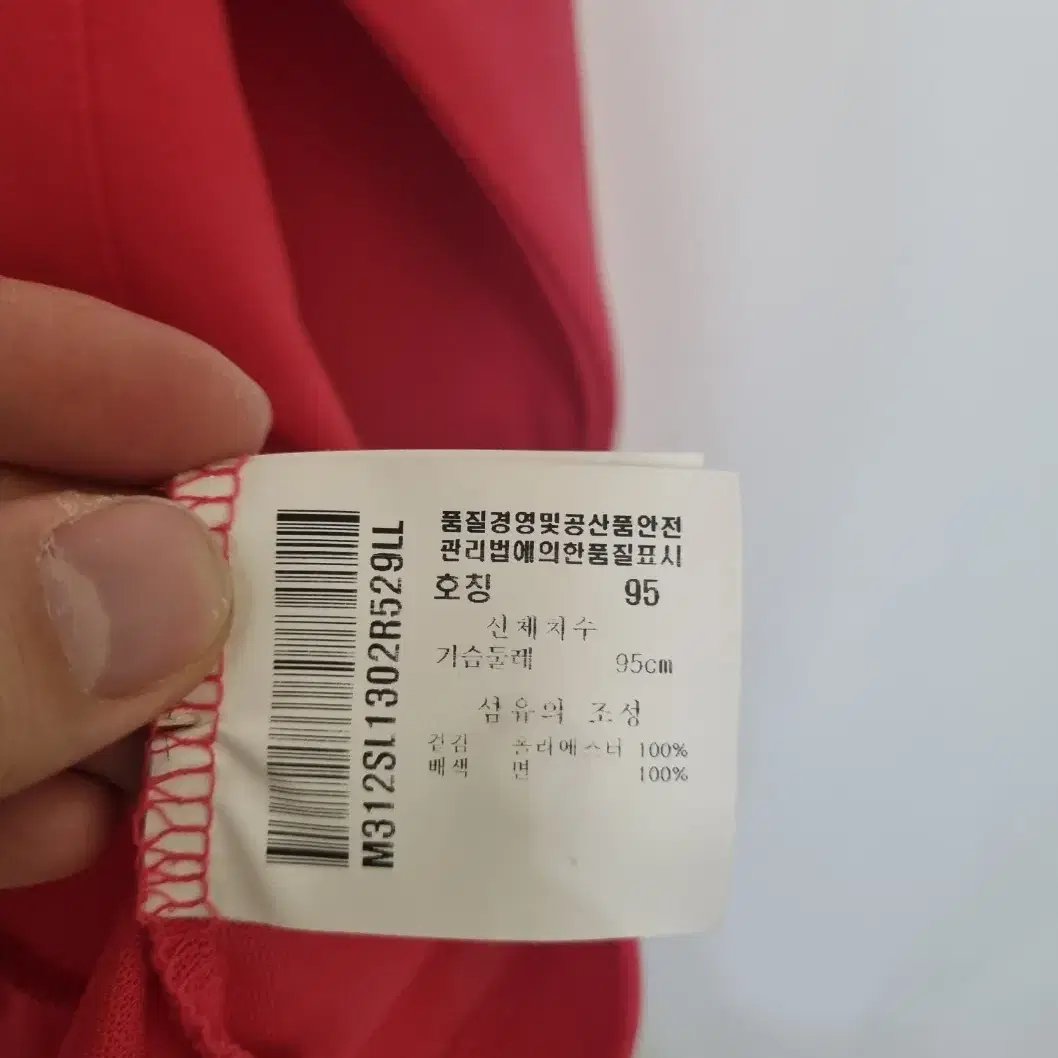 M312SL1302R529LL
품질경영및공산품안전
관리법에의한품질표시
호칭 95
신체치수
가슴둘레 95cm
섬유의 조성
겉감 폴리에스터 100%
배색 면 100%